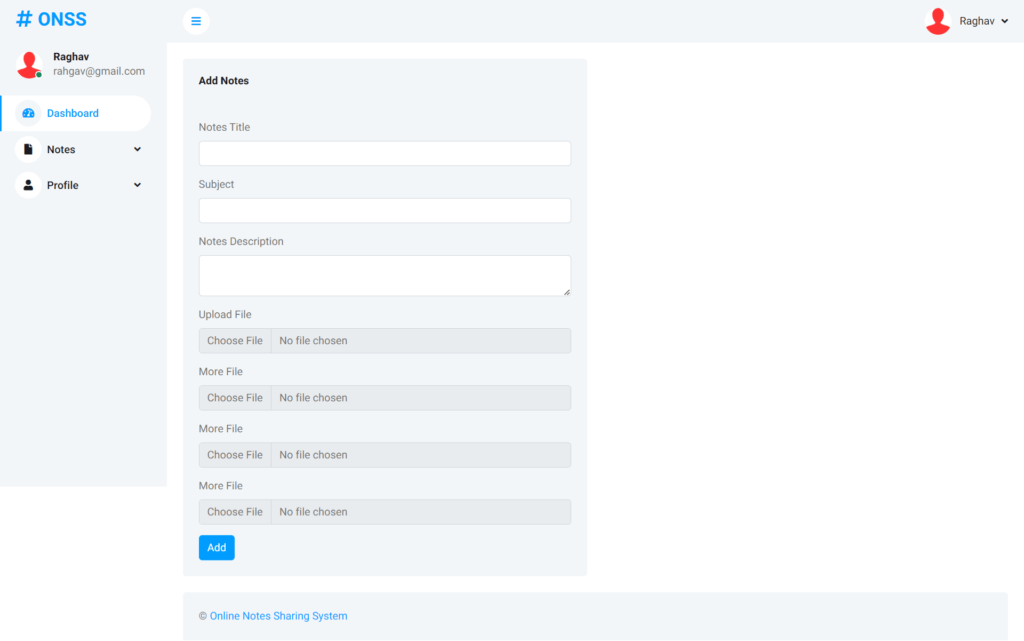 # ONSS
Raghav
Raghav
rahgav@gmail.com
Dashboard
Notes
Profile
Add Notes
Notes Title
Subject
Notes Description
Upload File
Choose File No file chosen
More File
Choose File No file chosen
More File
Choose File No file chosen
More File
Choose File No file chosen
Add
© Online Notes Sharing System